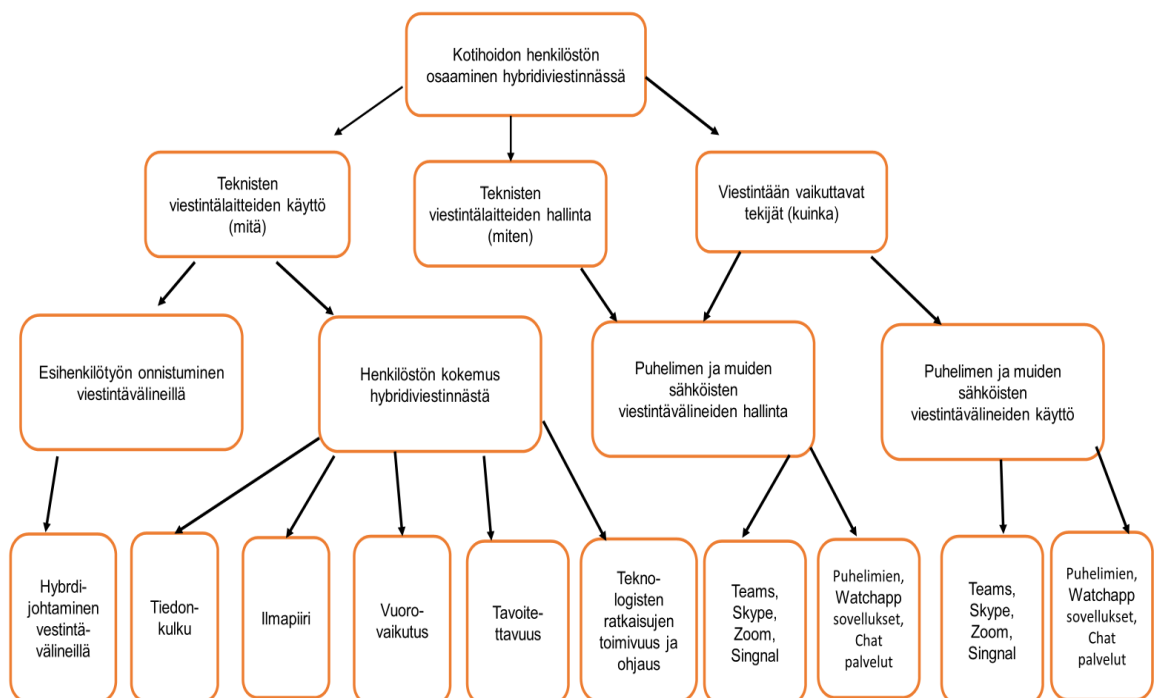 Kotihoidon henkilöstön
osaaminen hybridiviestinnässä
Teknisten
viestintälaitteiden käyttö
(mitä)
Teknisten
viestintälaitteiden hallinta
(miten)
Viestintään vaikuttavat
tekijät (kuinka)
Esihenkilötyön onnistuminen
viestintävälineillä
Henkilöstön kokemus
hybridiviestinnästä
Puhelimen ja muiden
sähköisten
viestintävälineiden hallinta
Puhelimen ja muiden
sähköisten
viestintävälineiden käyttö
Hybrdi-
johtaminen
vestintä-
välineillä
Tiedon-
kulku
Ilmapiiri
Vuoro-
vaikutus
Tavoite-
ttavuus
Tekno-
logisten
ratkaisujen
toimivuus ja
ohjaus
Teams,
Skype,
Zoom,
Singnal
Puhelimien,
Watchapp
sovellukset,
Chat
palvelut
Teams,
Skype,
Zoom,
Singnal
Puhelimien,
Watchapp
sovellukset,
Chat
palvelut